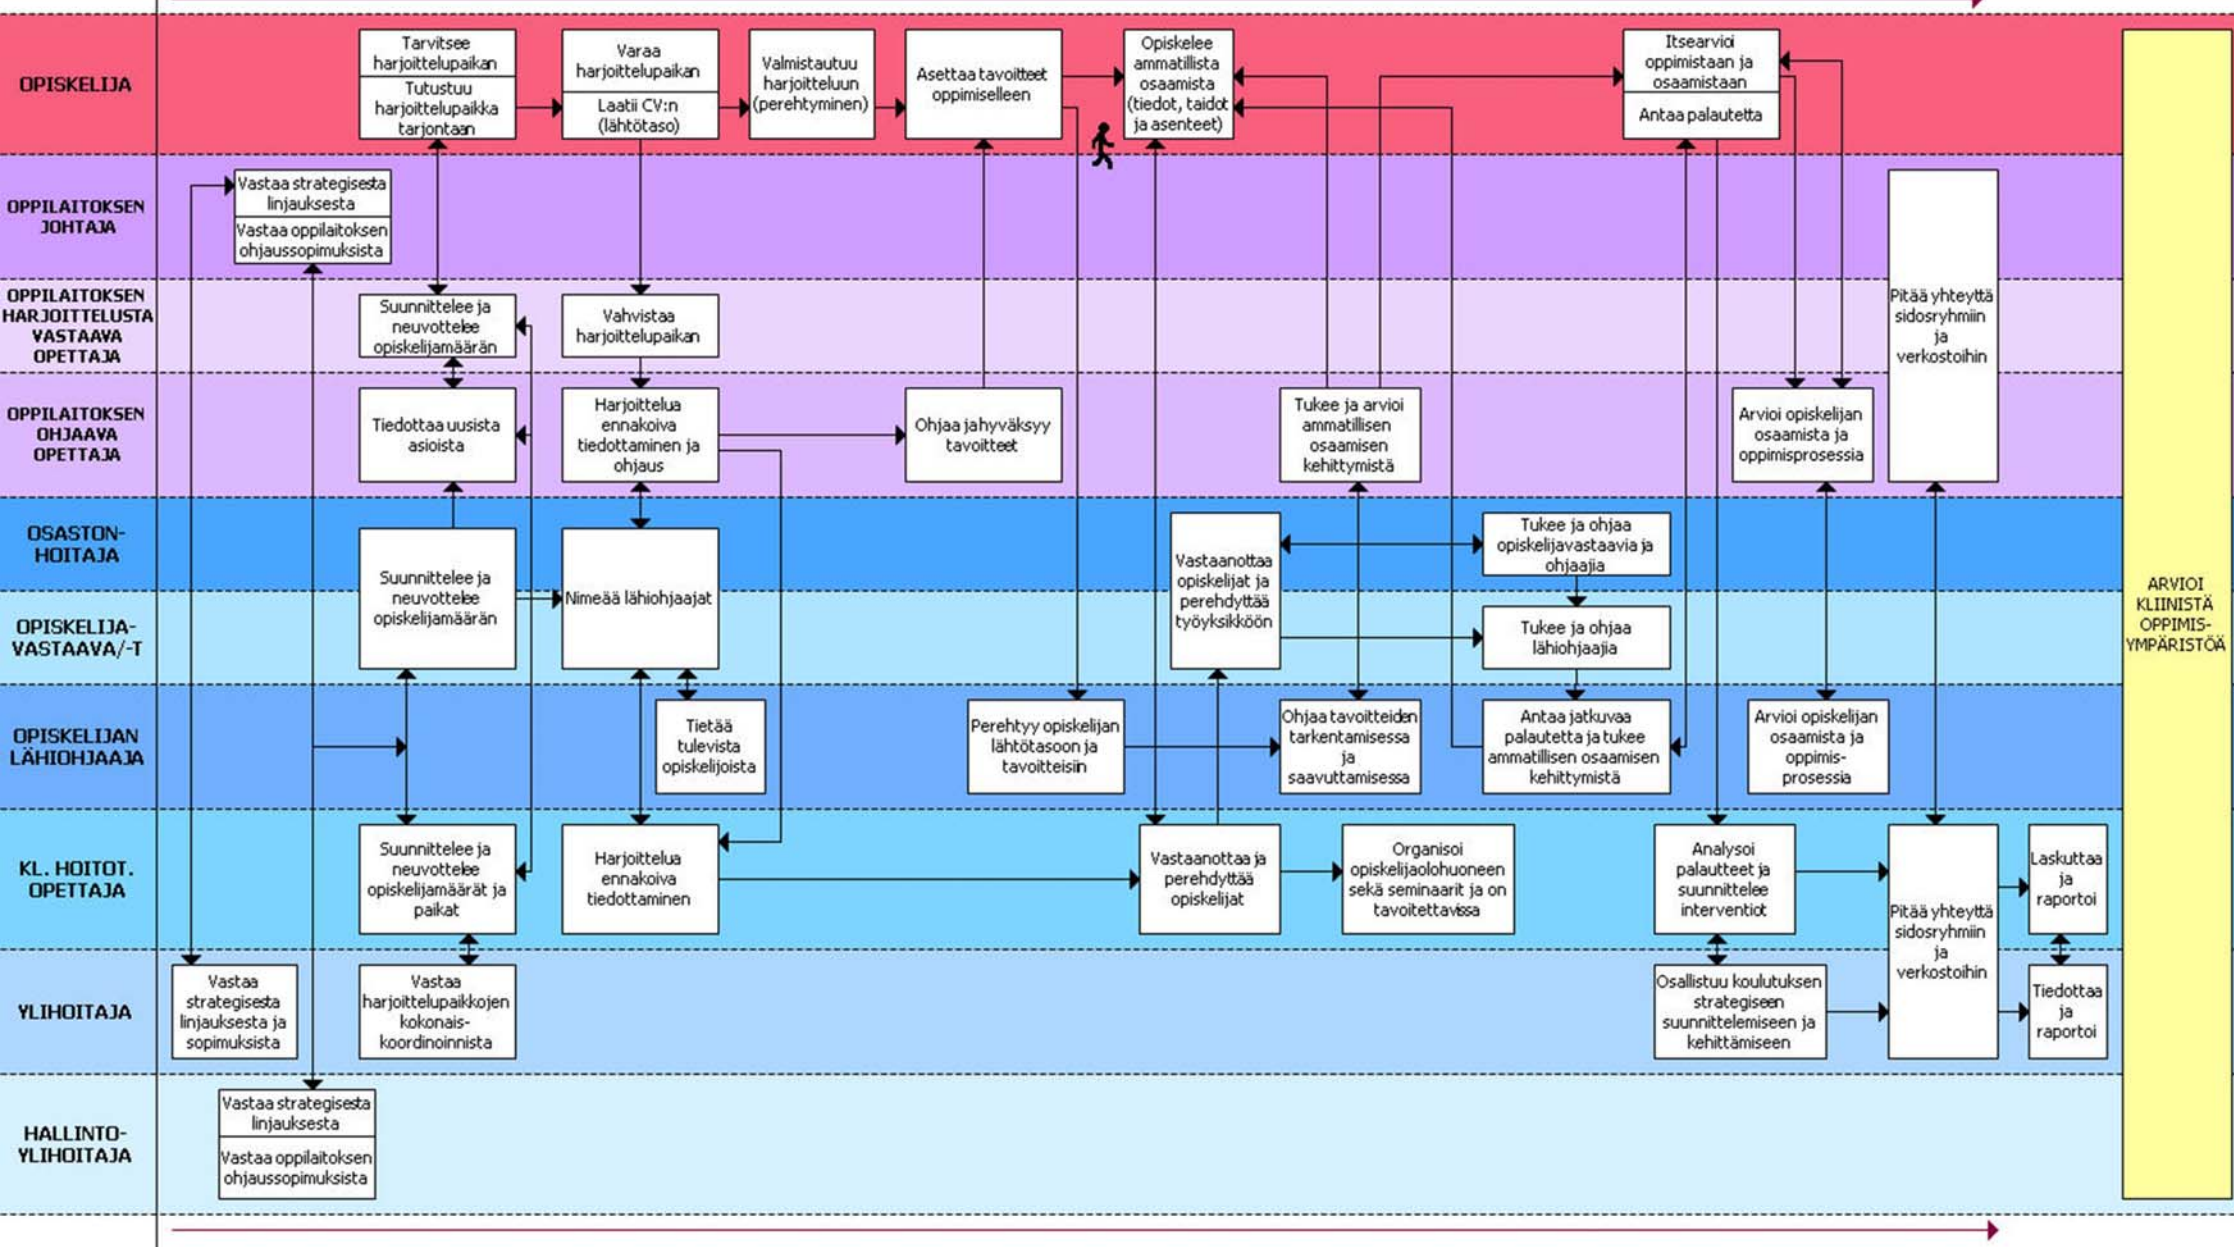 OPISKELIJA
Tarvitsee
harjoittelupaikan
Tutustuu
harjoittelupaikka
tarjontaan
Varaa
harjoittelupaikan
Laatii CV:n
(lähtötaso)
Valmistautuu
harjoitteluun
(perehtyminen)
Asettaa tavoitteet
oppimiselleen
Opiskelee
ammatillista
osaamista
(tiedot, taidot
ja asenteet)
Itsearvioi
oppimistaan ja
osaamistaan
Antaa palautetta
OPPILAITOKSEN
JOHTAJA
Vastaa strategisesta
linjauksesta
Vastaa oppilaitoksen
ohjaussopimuksista
OPPILAITOKSEN
HARJOITTELUSTA
VASTAAVA
OPETTAJA
Suunnittelee ja
neuvottelee
opiskelijamäärän
Vahvistaa
harjoittelupaikan
Pitää yhteyttä
sidosryhmiin
ja
verkostoihin
OPPILAITOKSEN
OHJAAVA
OPETTAJA
Tiedottaa uusista
asioista
Harjoittelua
ennakoiva
tiedottaminen ja
ohjaus
Ohjaa ja hyväksyy
tavoitteet
Tukee ja arvioi
ammatillisen
osaamisen
kehittymistä
Arvioi opiskelijan
osaamista ja
oppimisprosessia
OSASTON-
HOITAJA
OPISKELIJA-
VASTAAVA/-T
Suunnittelee ja
neuvottelee
opiskelijamäärän
Nimeää lähiohjaajat
Vastaanottaa
opiskelijat ja
perehdyttää
työyksikköön
Tukee ja ohjaa
opiskelijavastaavia ja
ohjaajia
Tukee ja ohjaa
lähiohjaajia
OPISKELIJAN
LÄHIOHJAAJA
Tietää
tulevista
opiskelijoista
Perehtyy opiskelijan
lähtötasoon ja
tavoitteisiin
Ohjaa tavoitteiden
tarkentamisessa
ja
saavuttamisessa
Antaa jatkuvaa
palautetta ja tukee
ammatillisen osaamisen
kehittymistä
Arvioi opiskelijan
osaamista ja
oppimis-
prosessia
KL. HOITOT.
OPETTAJA
Suunnittelee ja
neuvottelee
opiskelijamäärät ja
paikat
Harjoittelua
ennakoiva
tiedottaminen
Vastaanottaa ja
perehdyttää
opiskelijat
Organisoi
opiskelijaolohuoneen
sekä seminaarit ja on
tavoitettavissa
Analysoi
palautteet ja
suunnittelee
interventiot
Pitää yhteyttä
sidosryhmiin
ja
verkostoihin
Laskuttaa
ja
raportoi
YLIHOITAJA
Vastaa
strategisesta
linjauksesta ja
sopimuksista
Vastaa
harjoittelupaikkojen
kokonais-
koordinoinnista
Osallistuu koulutuksen
strategiseen
suunnittelemiseen ja
kehittämiseen
Tiedottaa
ja
raportoi
HALLINTO-
YLIHOITAJA
Vastaa strategisesta
linjauksesta
Vastaa oppilaitoksen
ohjaussopimuksista
ARVIOI
KLIINISTÄ
OPPIMIS-
YMPÄRISTÖÄ